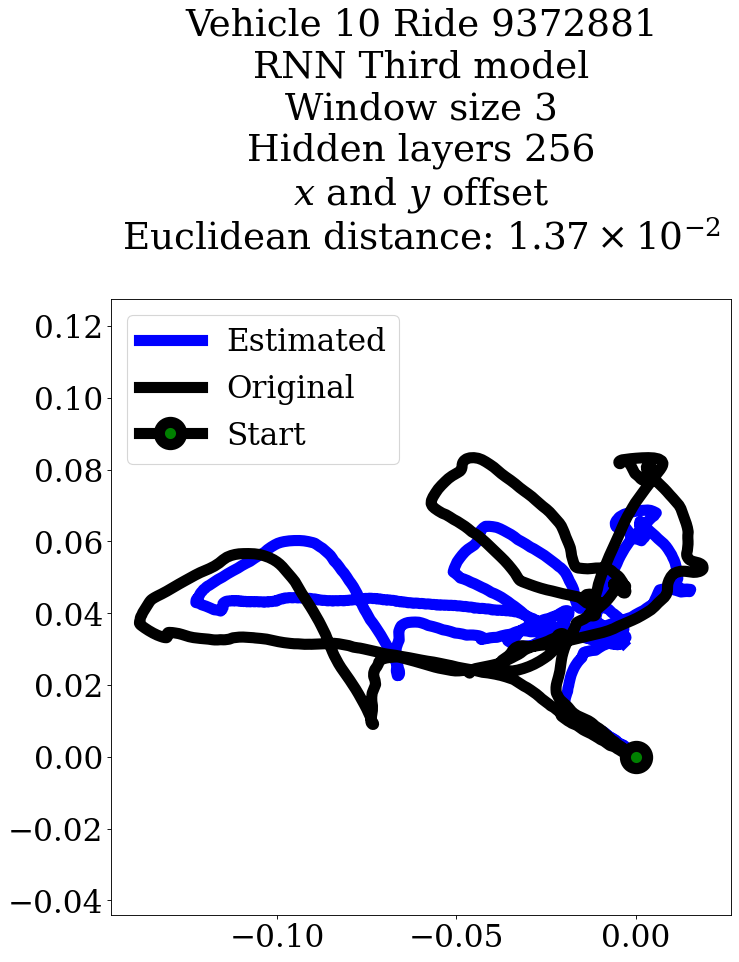 Vehicle 10 Ride 9372881
RNN Third model
Window size 3
Hidden layers 256
x and y offset
Euclidean distance: 1.37 × 10⁻²
Estimated
Original
Start
0.12
0.10
0.08
0.06
0.04
0.02
0.00
−0.02
−0.04
−0.10
−0.05
0.00